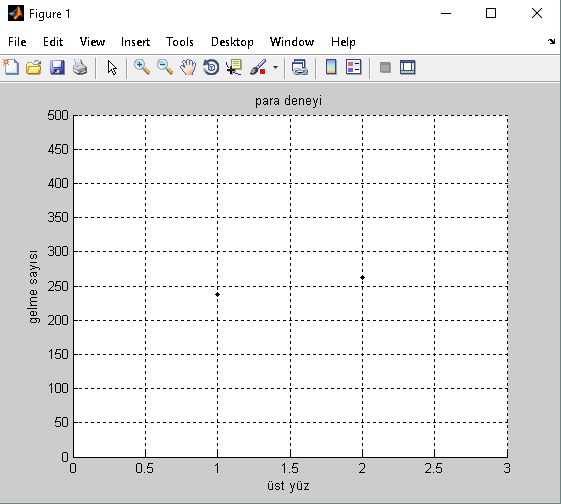 Figure 1
File Edit View Insert Tools Desktop Window Help
para deneyi
500
450
400
350
300
250
200
150
100
50
0
gelme sayısı
0 0.5 1 1.5 2 2.5 3
üst yüz